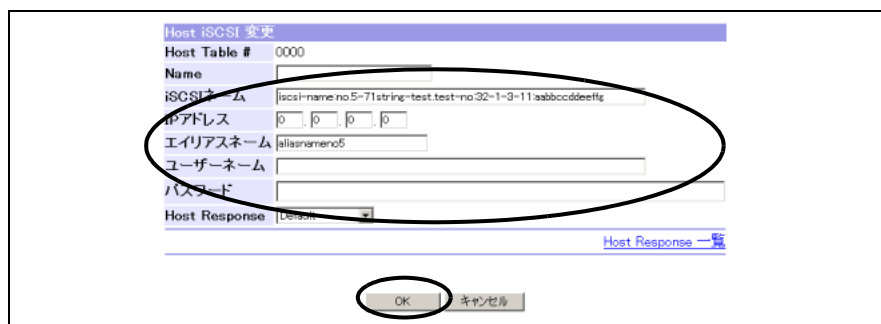 Host iSCSI 変更
Host Table # 0000
Name
iSCSIネーム iscsi-name:no.5-71string-test.test-no:32-1-3-11:aabbccddeeffg
IPアドレス 0 . 0 . 0 . 0
エイリアスネーム aliasnameno5
ユーザーネーム
パスワード
Host Response Default
Host Response 一覧
OK キャンセル